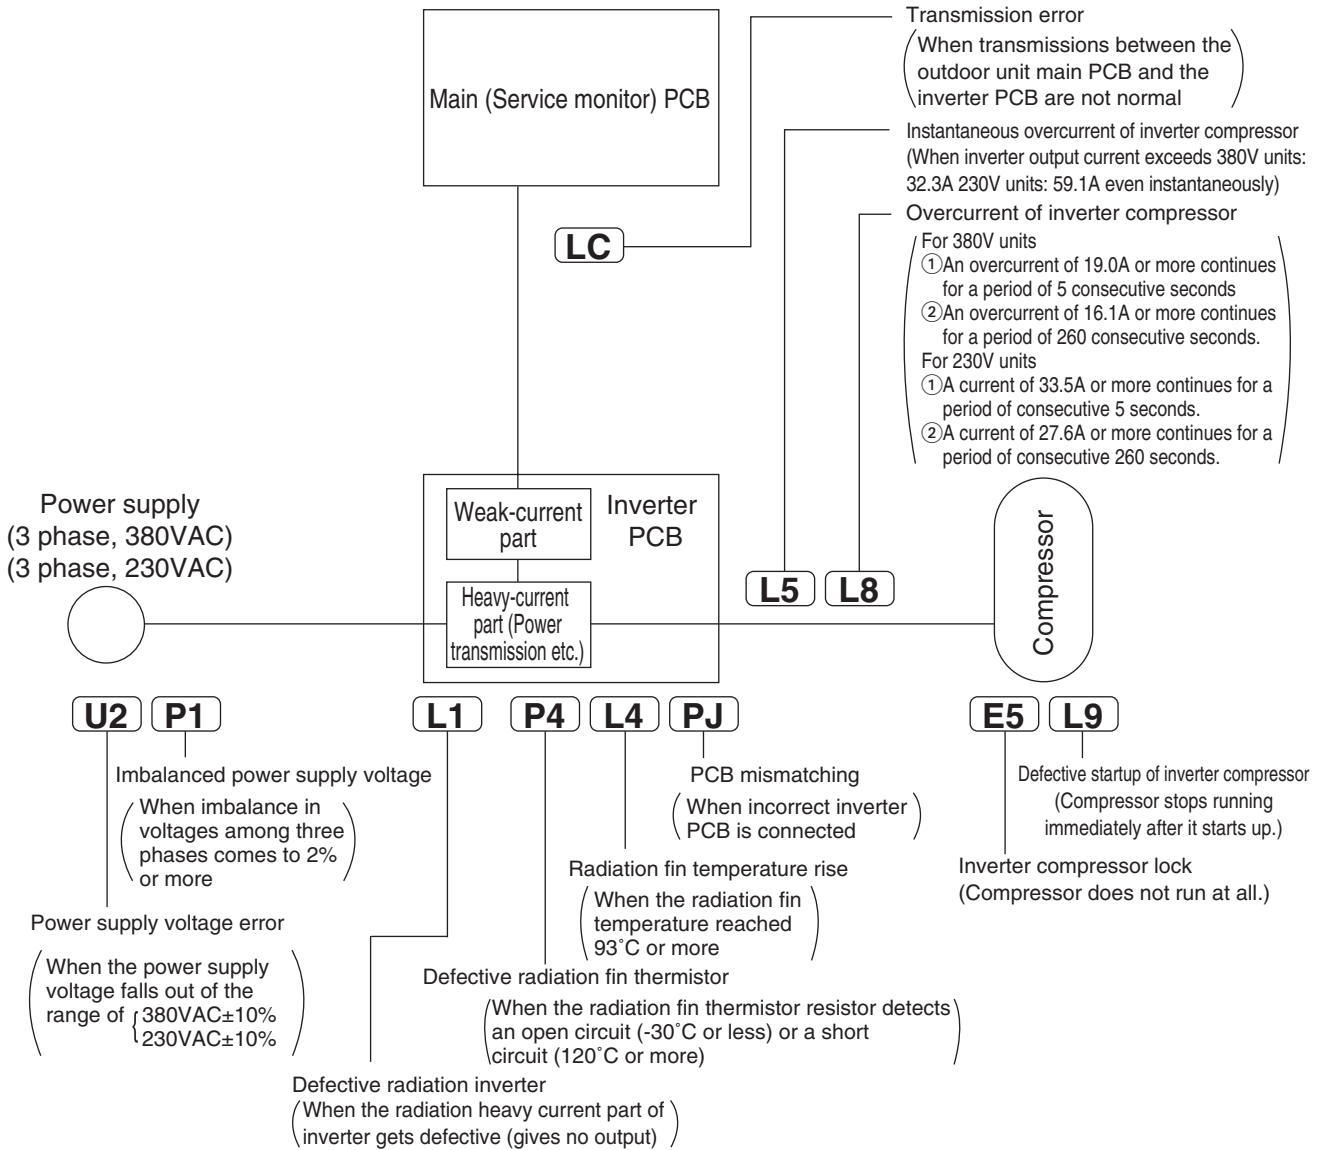 Main (Service monitor) PCB
Transmission error
When transmissions between the
outdoor unit main PCB and the
inverter PCB are not normal
Instantaneous overcurrent of inverter compressor
(When inverter output current exceeds 380V units:
32.3A 230V units: 59.1A even instantaneously)
LC
Overcurrent of inverter compressor
For 380V units
①An overcurrent of 19.0A or more continues
for a period of 5 consecutive seconds
②An overcurrent of 16.1A or more continues
for a period of 260 consecutive seconds.
For 230V units
①A current of 33.5A or more continues for a
period of consecutive 5 seconds.
②A current of 27.6A or more continues for a
period of consecutive 260 seconds.
Power supply
(3 phase, 380VAC)
(3 phase, 230VAC)
Weak-current
part
Inverter
PCB
Heavy-current
part (Power
transmission etc.)
L5
L8
Compressor
U2
P1
L1
P4
L4
PJ
E5
L9
Imbalanced power supply voltage
When imbalance in
voltages among three
phases comes to 2%
or more
PCB mismatching
When incorrect inverter
PCB is connected
Defective startup of inverter compressor
(Compressor stops running
immediately after it starts up.)
Radiation fin temperature rise
When the radiation fin
temperature reached
93˚C or more
Inverter compressor lock
(Compressor does not run at all.)
Power supply voltage error
When the power supply
voltage falls out of the
range of { 380VAC±10%
230VAC±10%
Defective radiation fin thermistor
When the radiation fin thermistor resistor detects
an open circuit (-30˚C or less) or a short
circuit (120˚C or more)
Defective radiation inverter
When the radiation heavy current part of
inverter gets defective (gives no output)